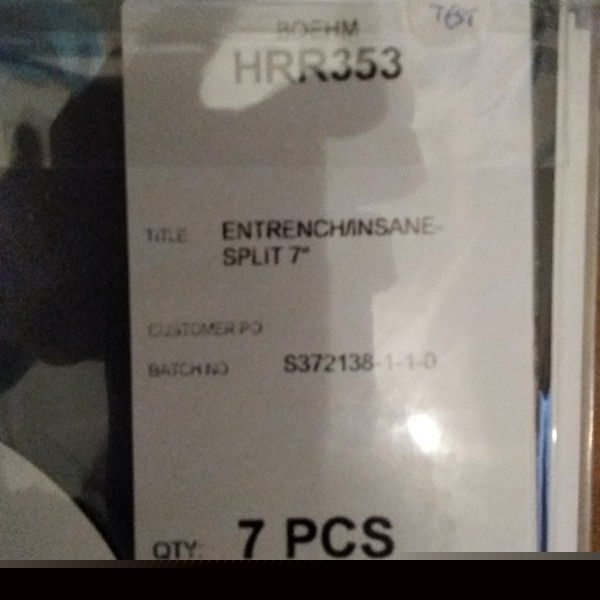 TEST
BOEHM
HRR353
TITLE ENTRENCH/INSANE-
SPLIT 7"
CUSTOMER PO
BATCH NO S372138-1-1-0
QTY: 7 PCS